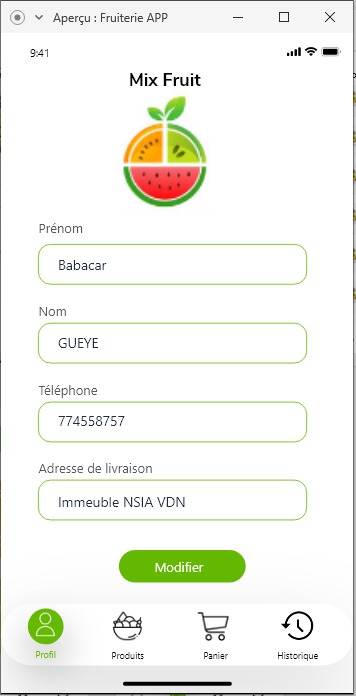 Aperçu : Fruiterie APP
9:41
Mix Fruit
Prénom
Babacar
Nom
GUEYE
Téléphone
774558757
Adresse de livraison
Immeuble NSIA VDN
Modifier
Profil Produits Panier Historique